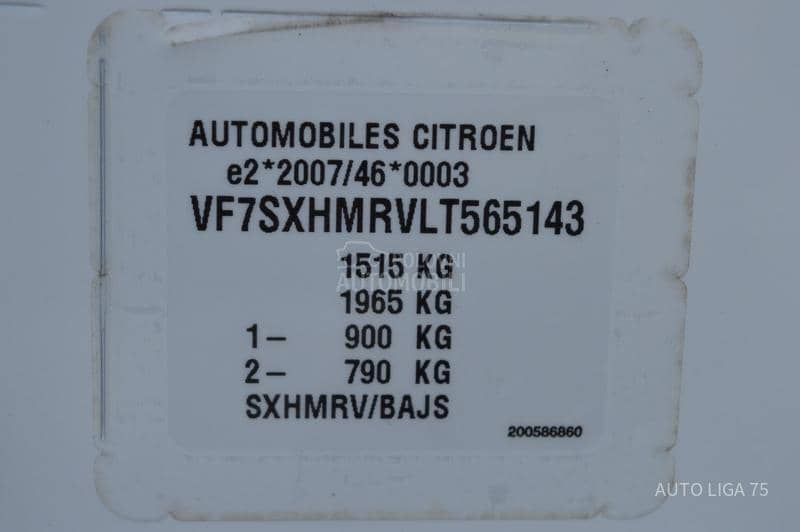 AUTOMOBILES CITROEN
e2*2007/46*0003
VF7SXHMRVLT565143
1515 KG
AUTOMOBILI
1965 KG
1- 900 KG
2- 790 KG
SXHMRV/BAJS
200586860
AUTO LIGA 75